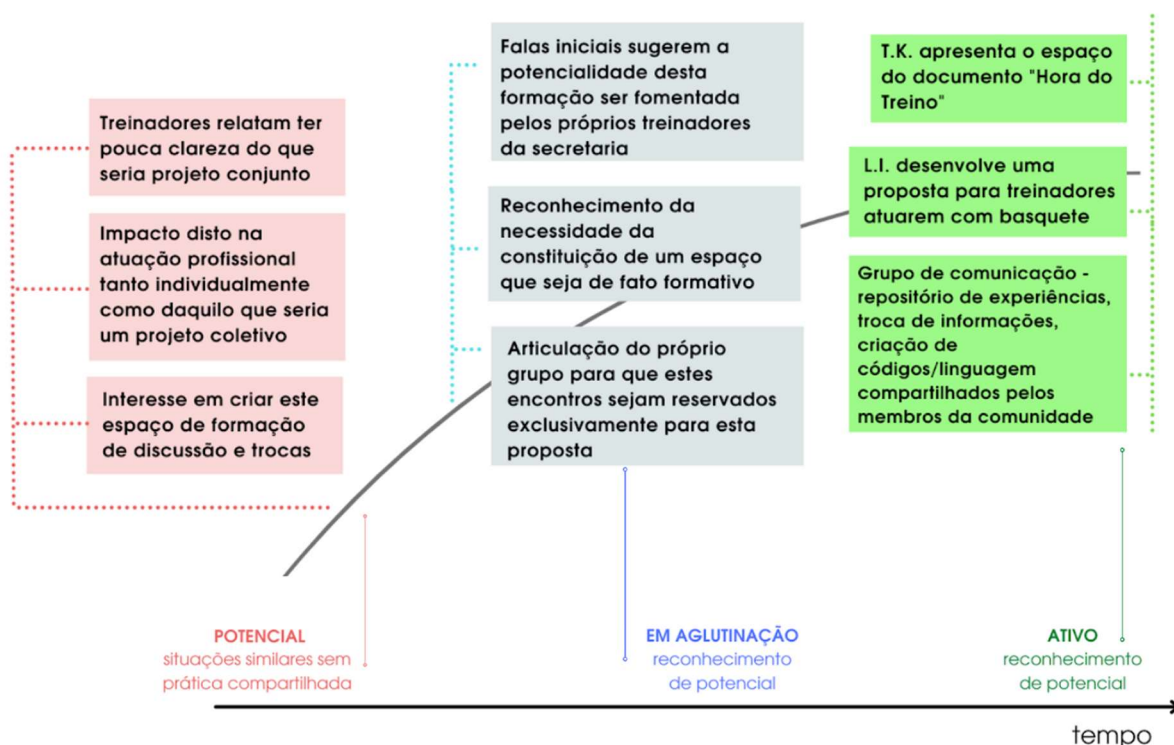 Treinadores relatam ter
pouca clareza do que
seria projeto conjunto
Impacto disto na
atuação profissional
tanto individualmente
como daquilo que seria
um projeto coletivo
Interesse em criar este
espaço de formação
de discussão e trocas
Falas iniciais sugerem a
potencialidade desta
formação ser fomentada
pelos próprios treinadores
da secretaria
Reconhecimento da
necessidade da
constituição de um espaço
que seja de fato formativo
Articulação do próprio
grupo para que estes
encontros sejam reservados
exclusivamente para esta
proposta
T.K. apresenta o espaço
do documento "Hora do
Treino"
L.I. desenvolve uma
proposta para treinadores
atuarem com basquete
Grupo de comunicação -
repositório de experiências,
troca de informações,
criação de
códigos/linguagem
compartilhados pelos
membros da comunidade
POTENCIAL
situações similares sem
prática compartilhada
EM AGLUTINAÇÃO
reconhecimento
de potencial
ATIVO
reconhecimento
de potencial
tempo